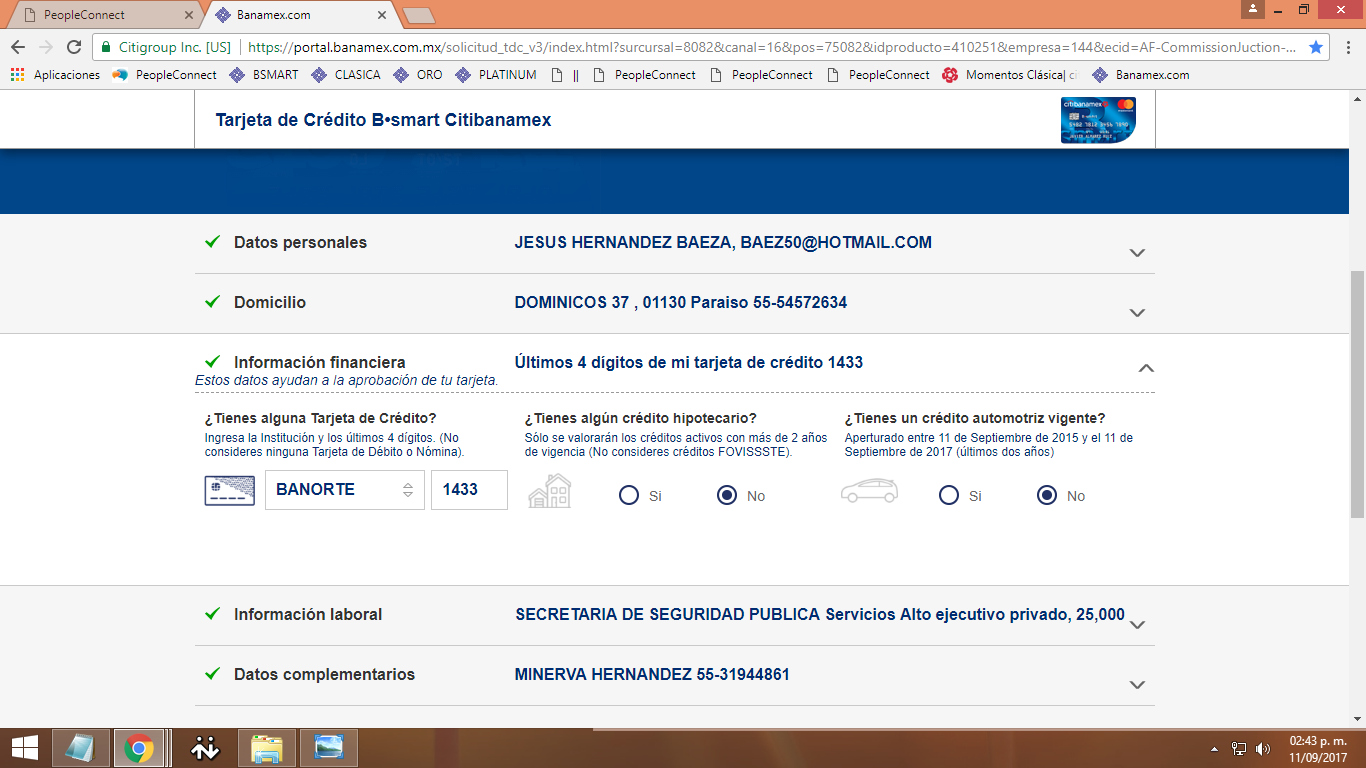 PeopleConnect
Banamex.com
Citigroup Inc. [US]
https://portal.banamex.com.mx/solicitud_tdc_v3/index.html?sursursal=8082&canal=16&pos=75082&idproducto=410251&empresa=144&ecid=AF-CommissionJuction-...
Aplicaciones PeopleConnect BSMART CLASICA ORO PLATINUM || PeopleConnect PeopleConnect PeopleConnect Momentos Clásica| ci Banamex.com
Tarjeta de Crédito B•smart Citibanamex
citibanamex
Datos personales JESUS HERNANDEZ BAEZA, BAEZ50@HOTMAIL.COM
Domicilio DOMINICOS 37 , 01130 Paraiso 55-54572634
Información financiera Últimos 4 dígitos de mi tarjeta de crédito 1433
Estos datos ayudan a la aprobación de tu tarjeta.
¿Tienes alguna Tarjeta de Crédito?
Ingresa la Institución y los últimos 4 dígitos. (No
consideres ninguna Tarjeta de Débito o Nómina).
BANORTE 1433
¿Tienes algún crédito hipotecario?
Sólo se valorarán los créditos activos con más de 2 años
de vigencia (No consideres créditos FOVISSSTE).
Si No
¿Tienes un crédito automotriz vigente?
Aperturado entre 11 de Septiembre de 2015 y el 11 de
Septiembre de 2017 (últimos dos años)
Si No
Información laboral SECRETARIA DE SEGURIDAD PUBLICA Servicios Alto ejecutivo privado, 25,000
Datos complementarios MINERVA HERNANDEZ 55-31944861
02:43 p. m.
11/09/2017